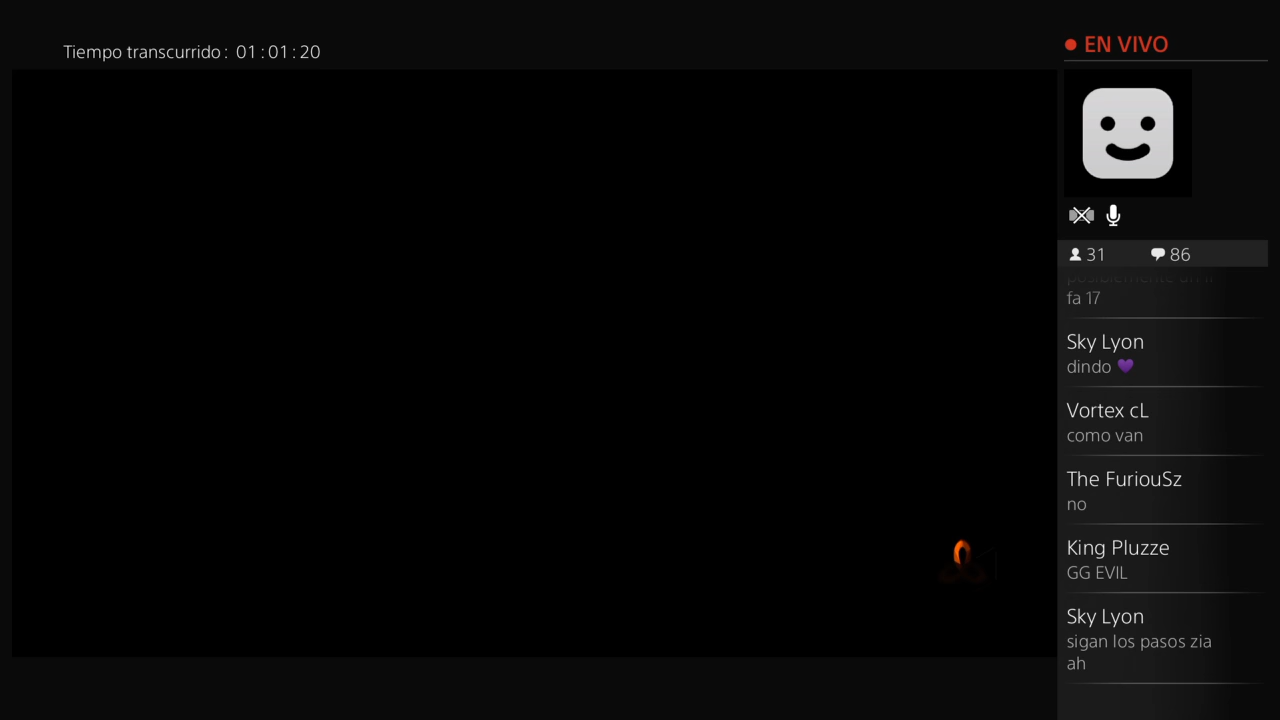 Tiempo transcurrido : 01 : 01 : 20
EN VIVO
31 86
fa 17
Sky Lyon
dindo 💜
Vortex cL
como van
The FuriouSz
no
King Pluzze
GG EVIL
Sky Lyon
sigan los pasos zia
ah